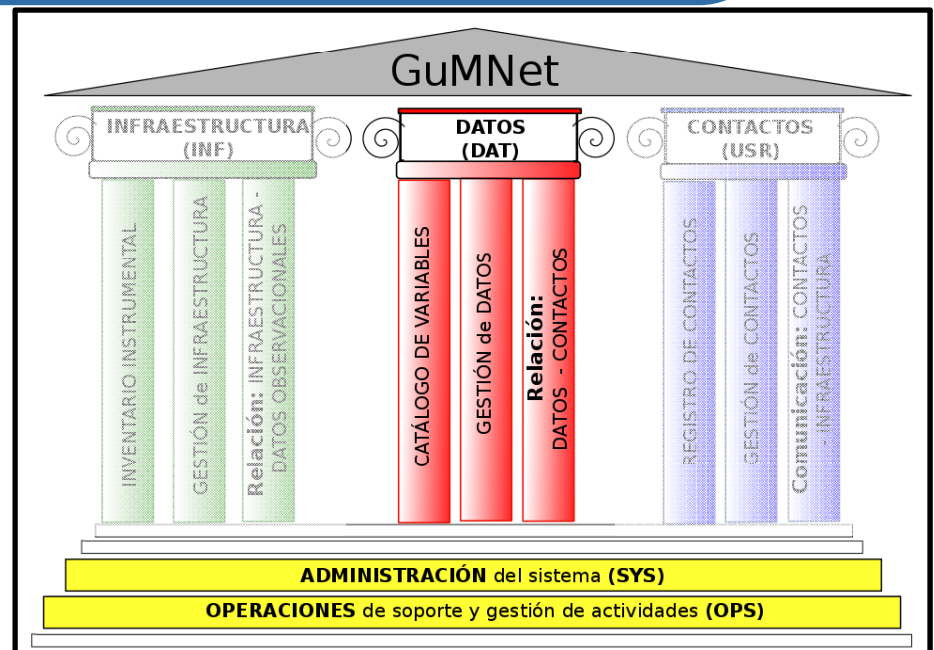 GuMNet
INFRAESTRUCTURA
(INF)
DATOS
(DAT)
CONTACTOS
(USR)
INVENTARIO INSTRUMENTAL
GESTIÓN de INFRAESTRUCTURA
Relación: INFRAESTRUCTURA -
DATOS OBSERVACIONALES
CATÁLOGO DE VARIABLES
GESTIÓN de DATOS
Relación:
DATOS - CONTACTOS
REGISTRO DE CONTACTOS
GESTIÓN de CONTACTOS
Comunicación: CONTACTOS
- INFRAESTRUCTURA
ADMINISTRACIÓN del sistema (SYS)
OPERACIONES de soporte y gestión de actividades (OPS)